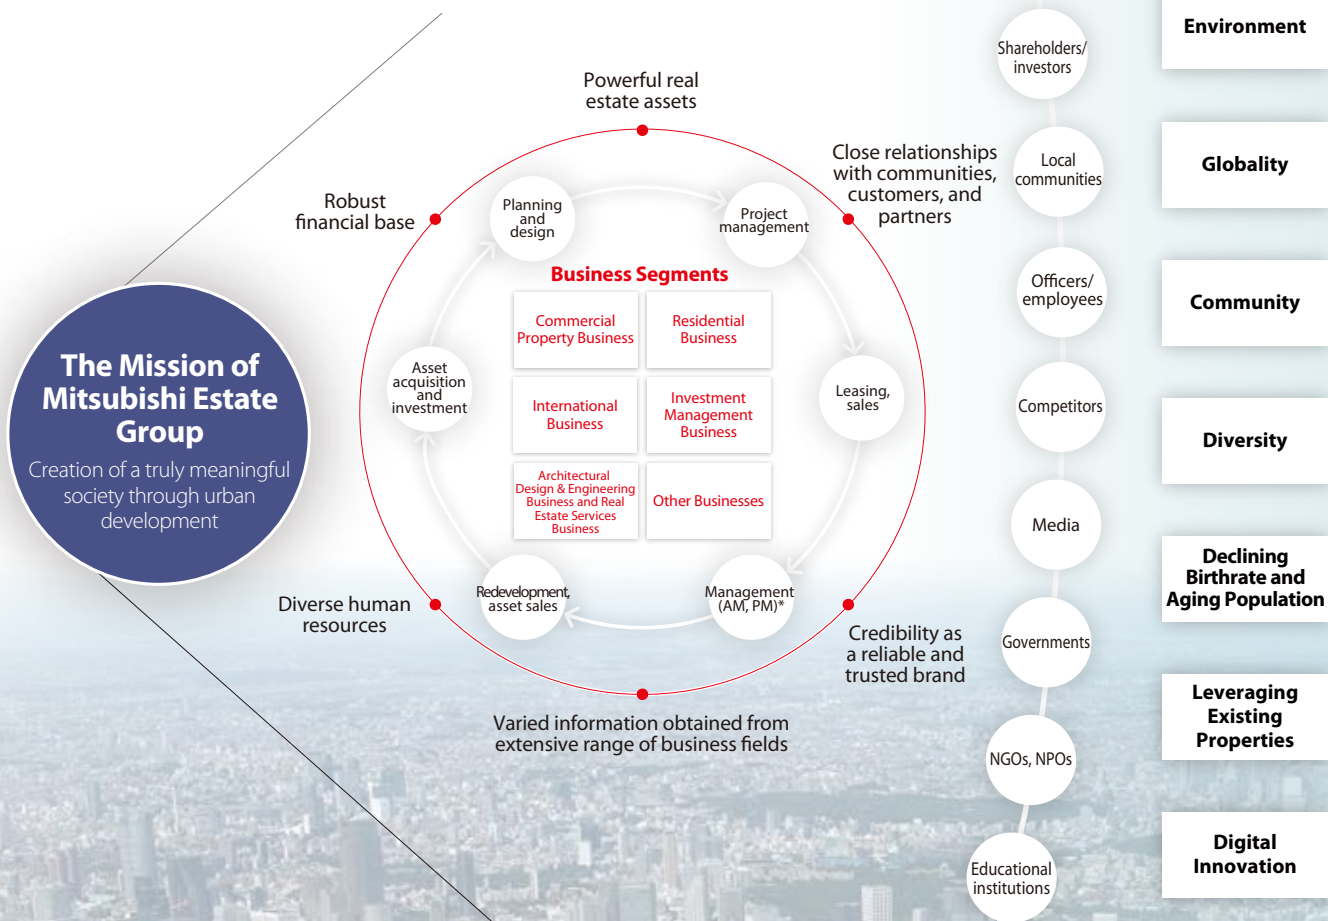 The Mission of
Mitsubishi Estate
Group
Creation of a truly meaningful
society through urban
development
Powerful real
estate assets
Close relationships
with communities,
customers, and
partners
Robust
financial base
Diverse human
resources
Credibility as
a reliable and
trusted brand
Varied information obtained from
extensive range of business fields
Planning
and
design
Project
management
Leasing,
sales
Management
(AM, PM)*
Redevelopment,
asset sales
Asset
acquisition
and
investment
Business Segments
Commercial
Property Business
Residential
Business
International
Business
Investment
Management
Business
Architectural
Design & Engineering
Business and Real
Estate Services
Business
Other Businesses
Shareholders/
investors
Local
communities
Officers/
employees
Competitors
Media
Governments
NGOs, NPOs
Educational
institutions
Environment
Globality
Community
Diversity
Declining
Birthrate and
Aging Population
Leveraging
Existing
Properties
Digital
Innovation